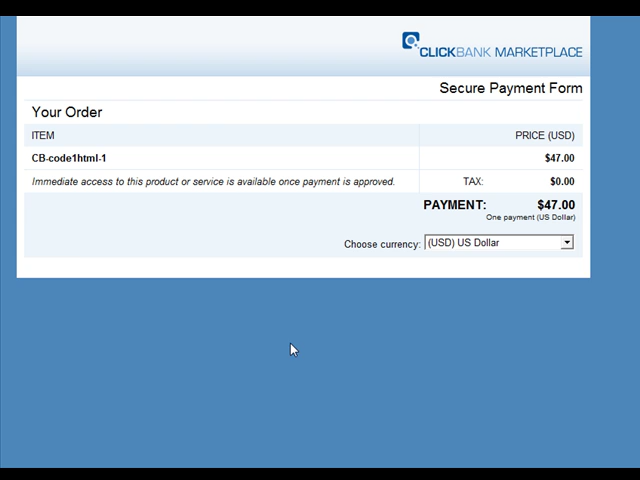 CLICKBANK MARKETPLACE
Secure Payment Form
Your Order
ITEM PRICE (USD)
CB-code1html-1 $47.00
Immediate access to this product or service is available once payment is approved. TAX: $0.00
PAYMENT: $47.00
One payment (US Dollar)
Choose currency: (USD) US Dollar